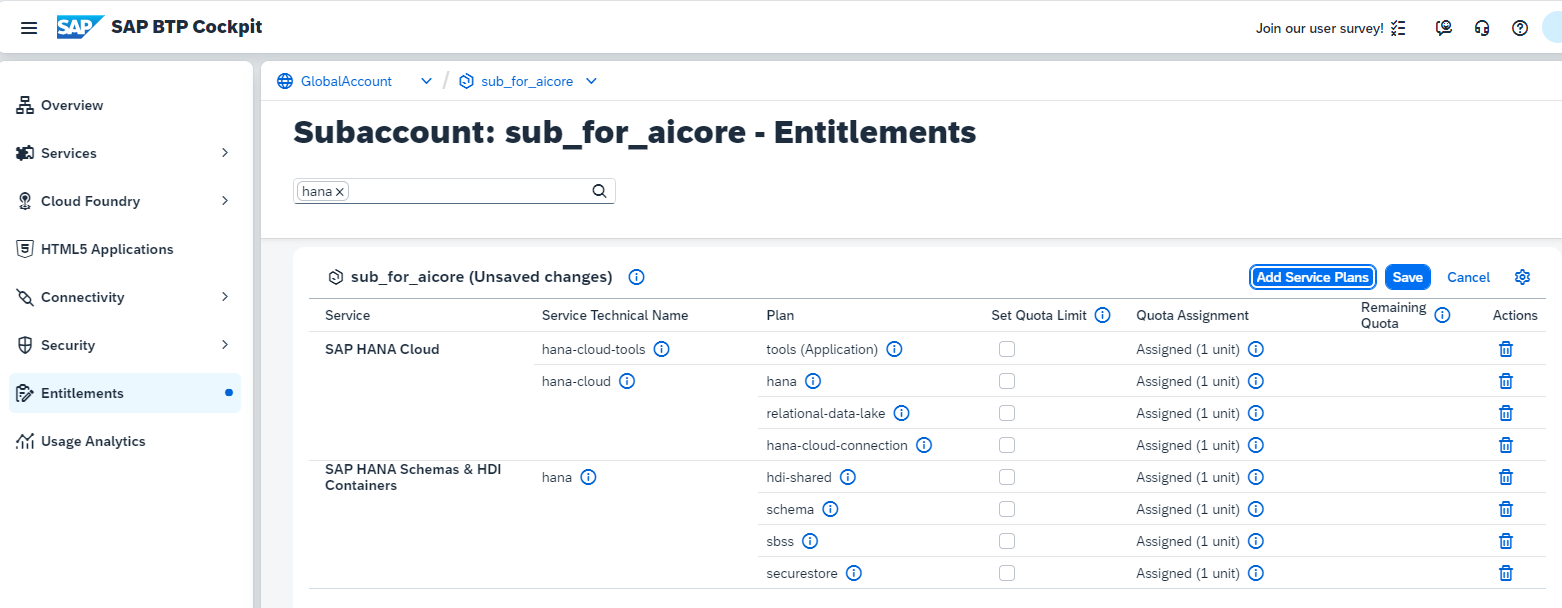 SAP SAP BTP Cockpit Join our user survey!
GlobalAccount / sub_for_aicore
Overview
Services
Cloud Foundry
HTML5 Applications
Connectivity
Security
Entitlements
Usage Analytics
Subaccount: sub_for_aicore - Entitlements
hana
sub_for_aicore (Unsaved changes) Add Service Plans Save Cancel
Service Service Technical Name Plan Set Quota Limit Quota Assignment Remaining Quota Actions
SAP HANA Cloud hana-cloud-tools tools (Application) Assigned (1 unit)
hana-cloud hana Assigned (1 unit)
relational-data-lake Assigned (1 unit)
hana-cloud-connection Assigned (1 unit)
SAP HANA Schemas & HDI Containers hana hdi-shared Assigned (1 unit)
schema Assigned (1 unit)
sbss Assigned (1 unit)
securestore Assigned (1 unit)